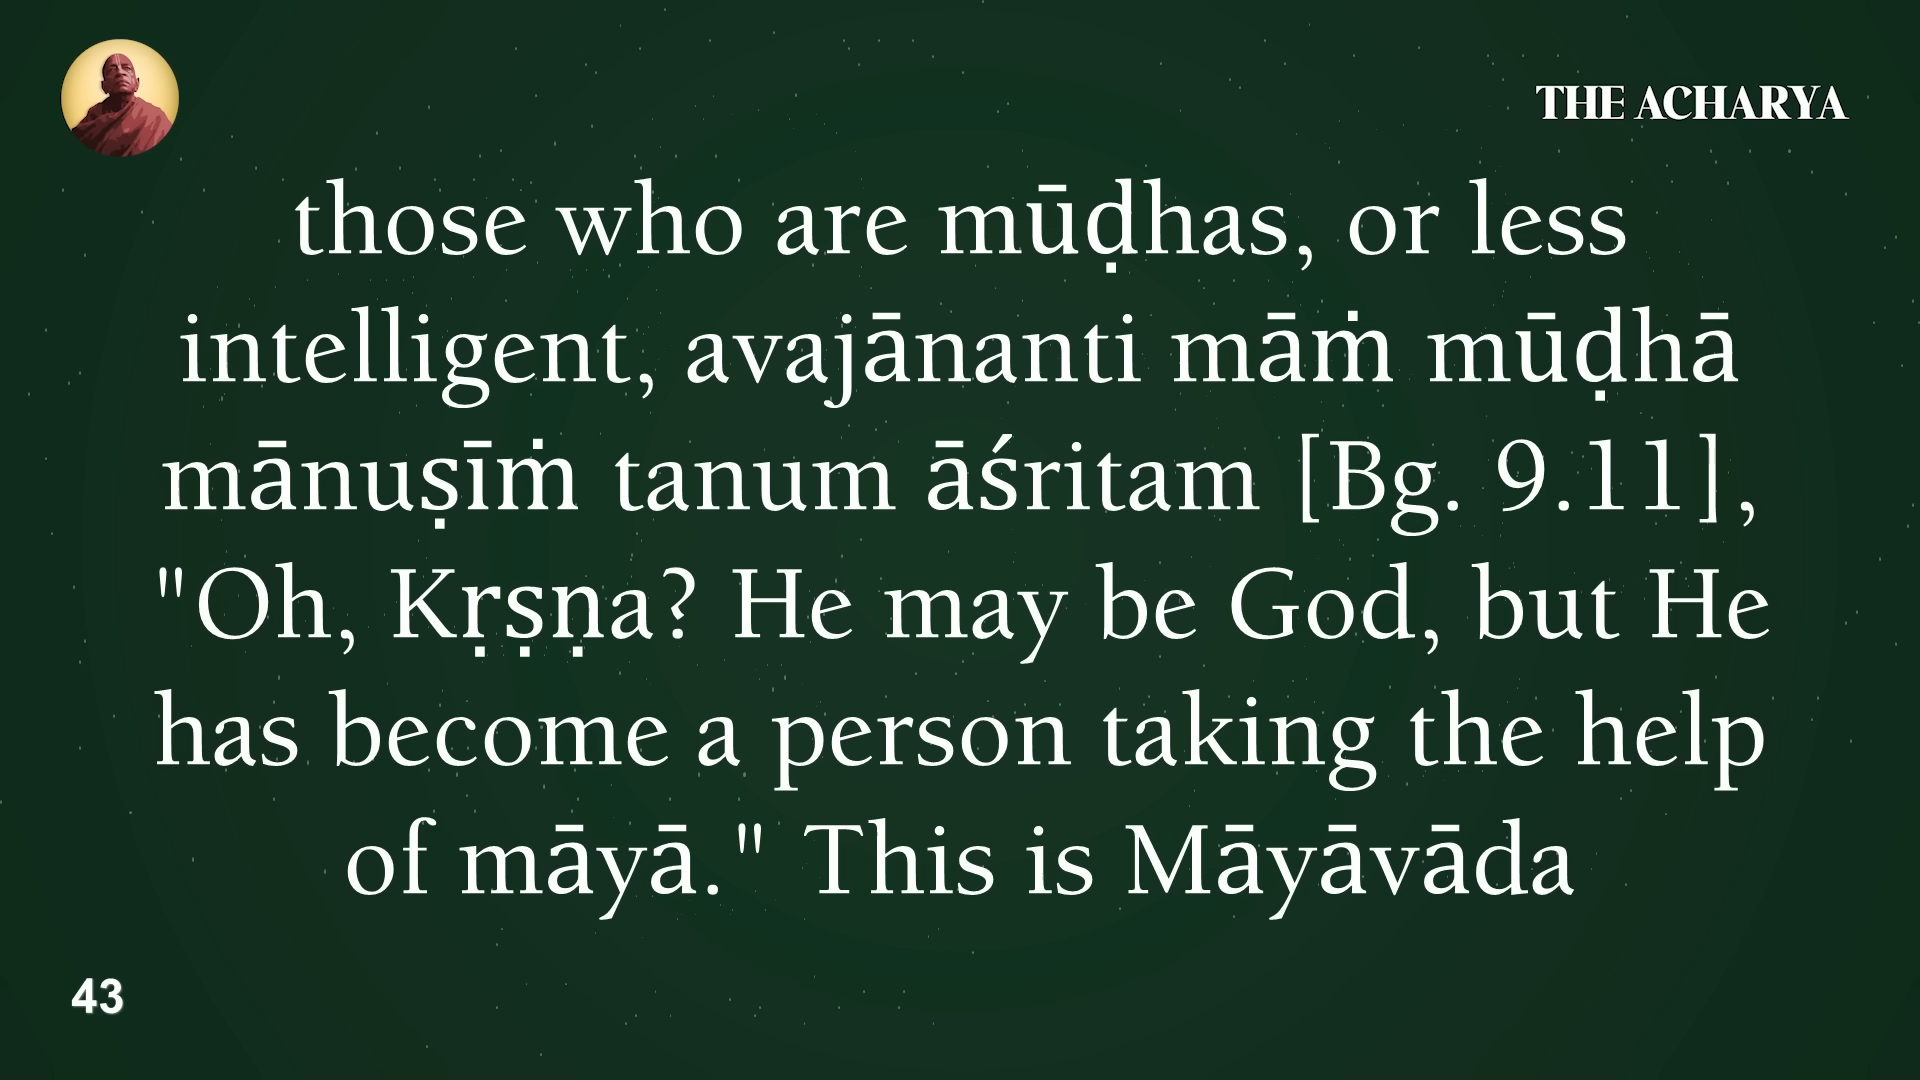 THE ACHARYA
those who are mūḍhas, or less
intelligent, avajānanti māṁ mūḍhā
mānuṣīṁ tanum āśritam [Bg. 9.11],
"Oh, Kṛṣṇa? He may be God, but He
has become a person taking the help
of māyā." This is Māyāvāda
43